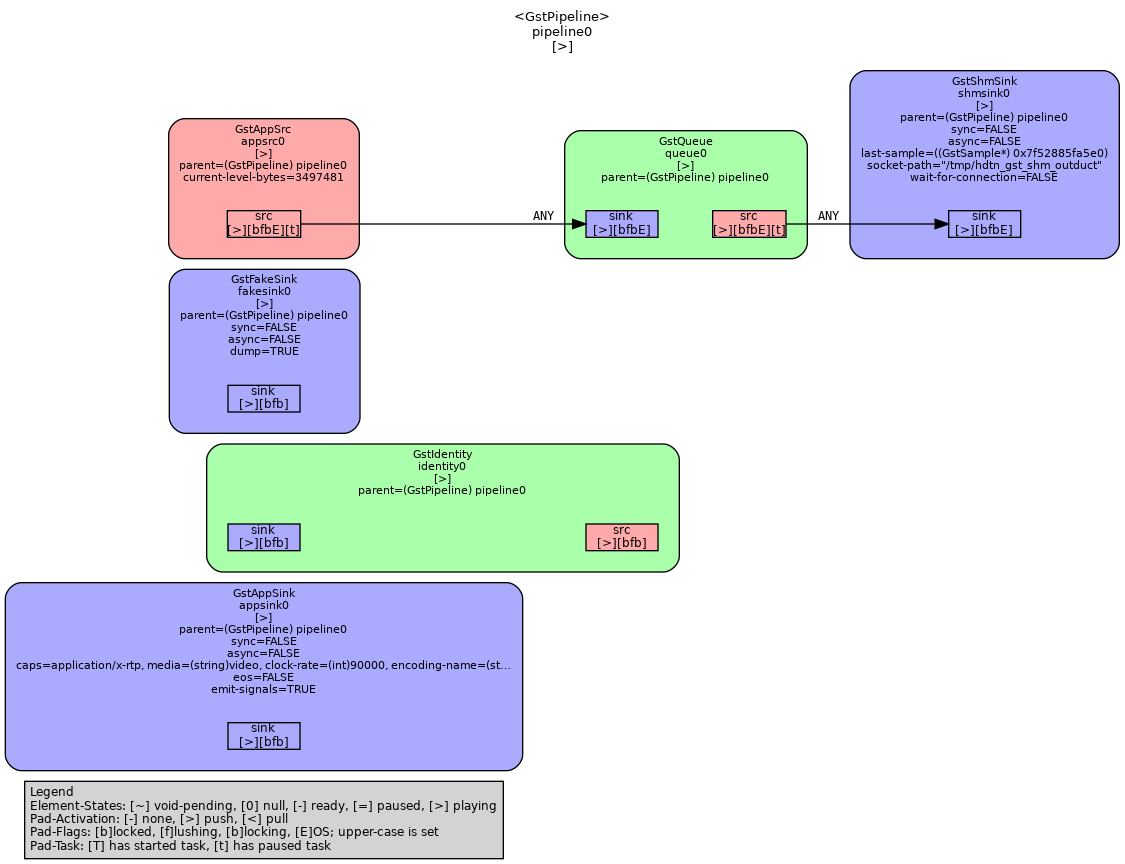 <GstPipeline>
pipeline0
[>]
GstAppSrc
appsrc0
[>]
parent=(GstPipeline) pipeline0
current-level-bytes=3497481
src
[>][bfbE][t]
ANY
GstQueue
queue0
[>]
parent=(GstPipeline) pipeline0
sink
[>][bfbE]
src
[>][bfbE][t]
ANY
GstShmSink
shmsink0
[>]
parent=(GstPipeline) pipeline0
sync=FALSE
async=FALSE
last-sample=((GstSample*) 0x7f52885fa5e0)
socket-path="/tmp/hdtn_gst_shm_outduct"
wait-for-connection=FALSE
sink
[>][bfbE]
GstFakeSink
fakesink0
[>]
parent=(GstPipeline) pipeline0
sync=FALSE
async=FALSE
dump=TRUE
sink
[>][bfb]
GstIdentity
identity0
[>]
parent=(GstPipeline) pipeline0
sink
[>][bfb]
src
[>][bfb]
GstAppSink
appsink0
[>]
parent=(GstPipeline) pipeline0
sync=FALSE
async=FALSE
caps=application/x-rtp, media=(string)video, clock-rate=(int)90000, encoding-name=(st…
eos=FALSE
emit-signals=TRUE
sink
[>][bfb]
Legend
Element-States: [~] void-pending, [0] null, [-] ready, [=] paused, [>] playing
Pad-Activation: [-] none, [>] push, [<] pull
Pad-Flags: [b]locked, [f]lushing, [b]locking, [E]OS; upper-case is set
Pad-Task: [T] has started task, [t] has paused task